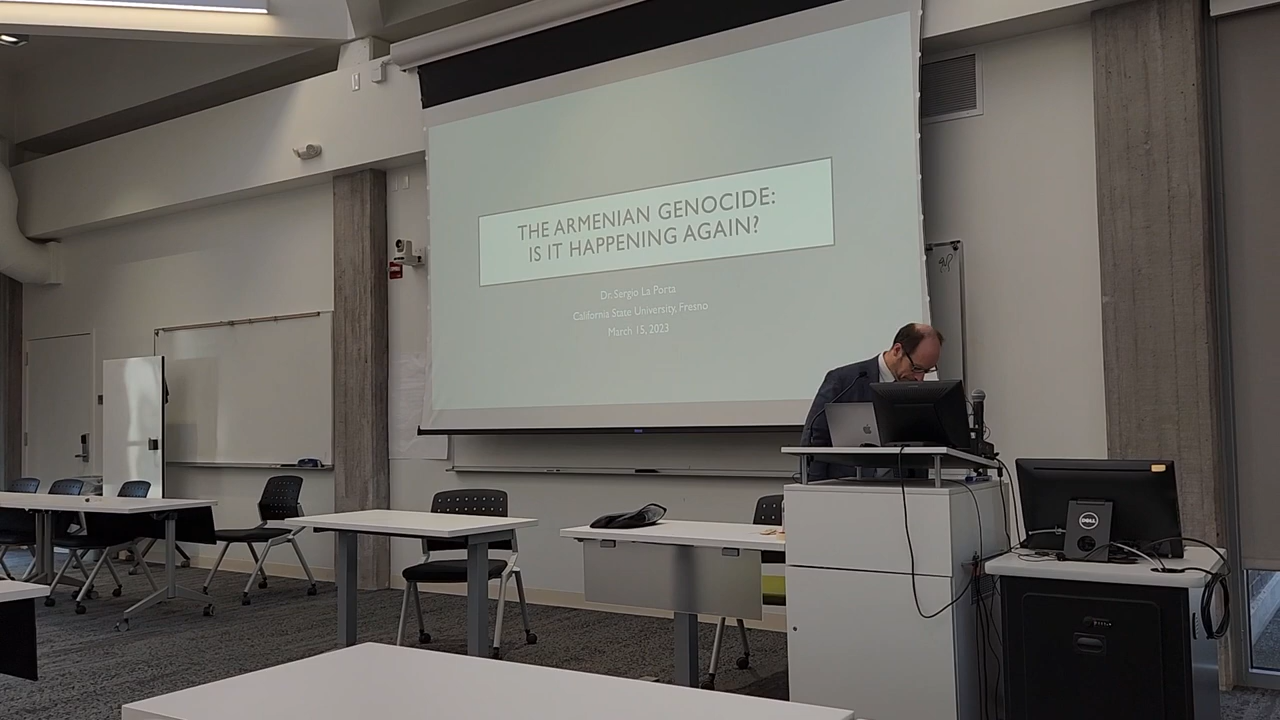 THE ARMENIAN GENOCIDE:
IS IT HAPPENING AGAIN?
Dr. Sergio La Porta
California State University, Fresno
March 15, 2023
DELL